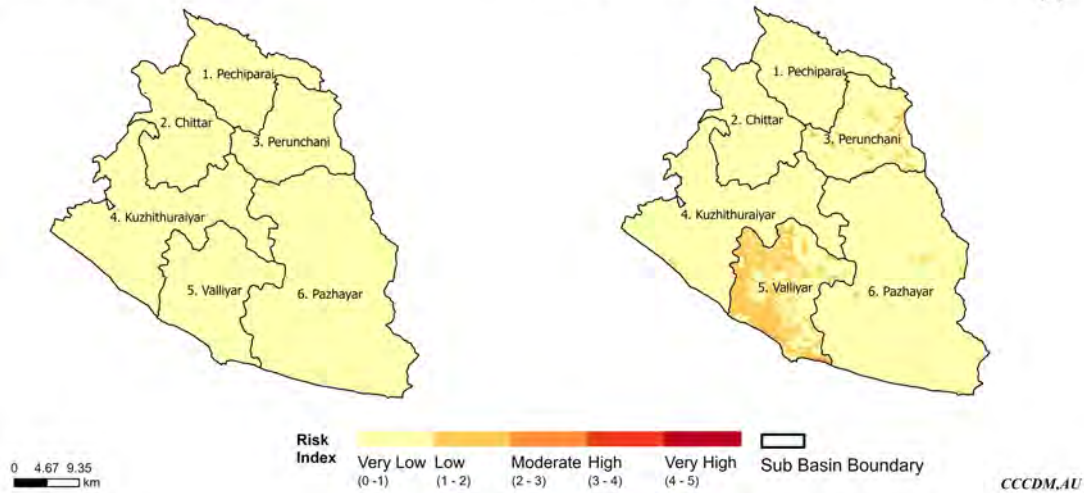 1. Pechiparai
2. Chittar
3. Perunchani
4. Kuzhithuraiyar
5. Valliyar
6. Pazhayar
1. Pechiparai
2. Chittar
3. Perunchani
4. Kuzhithuraiyar
5. Valliyar
6. Pazhayar
Risk
Index
Very Low Low Moderate High Very High
(0 -1) (1 - 2) (2 - 3) (3 - 4) (4 - 5)
Sub Basin Boundary
0 4.67 9.35
km
CCCDM,AU